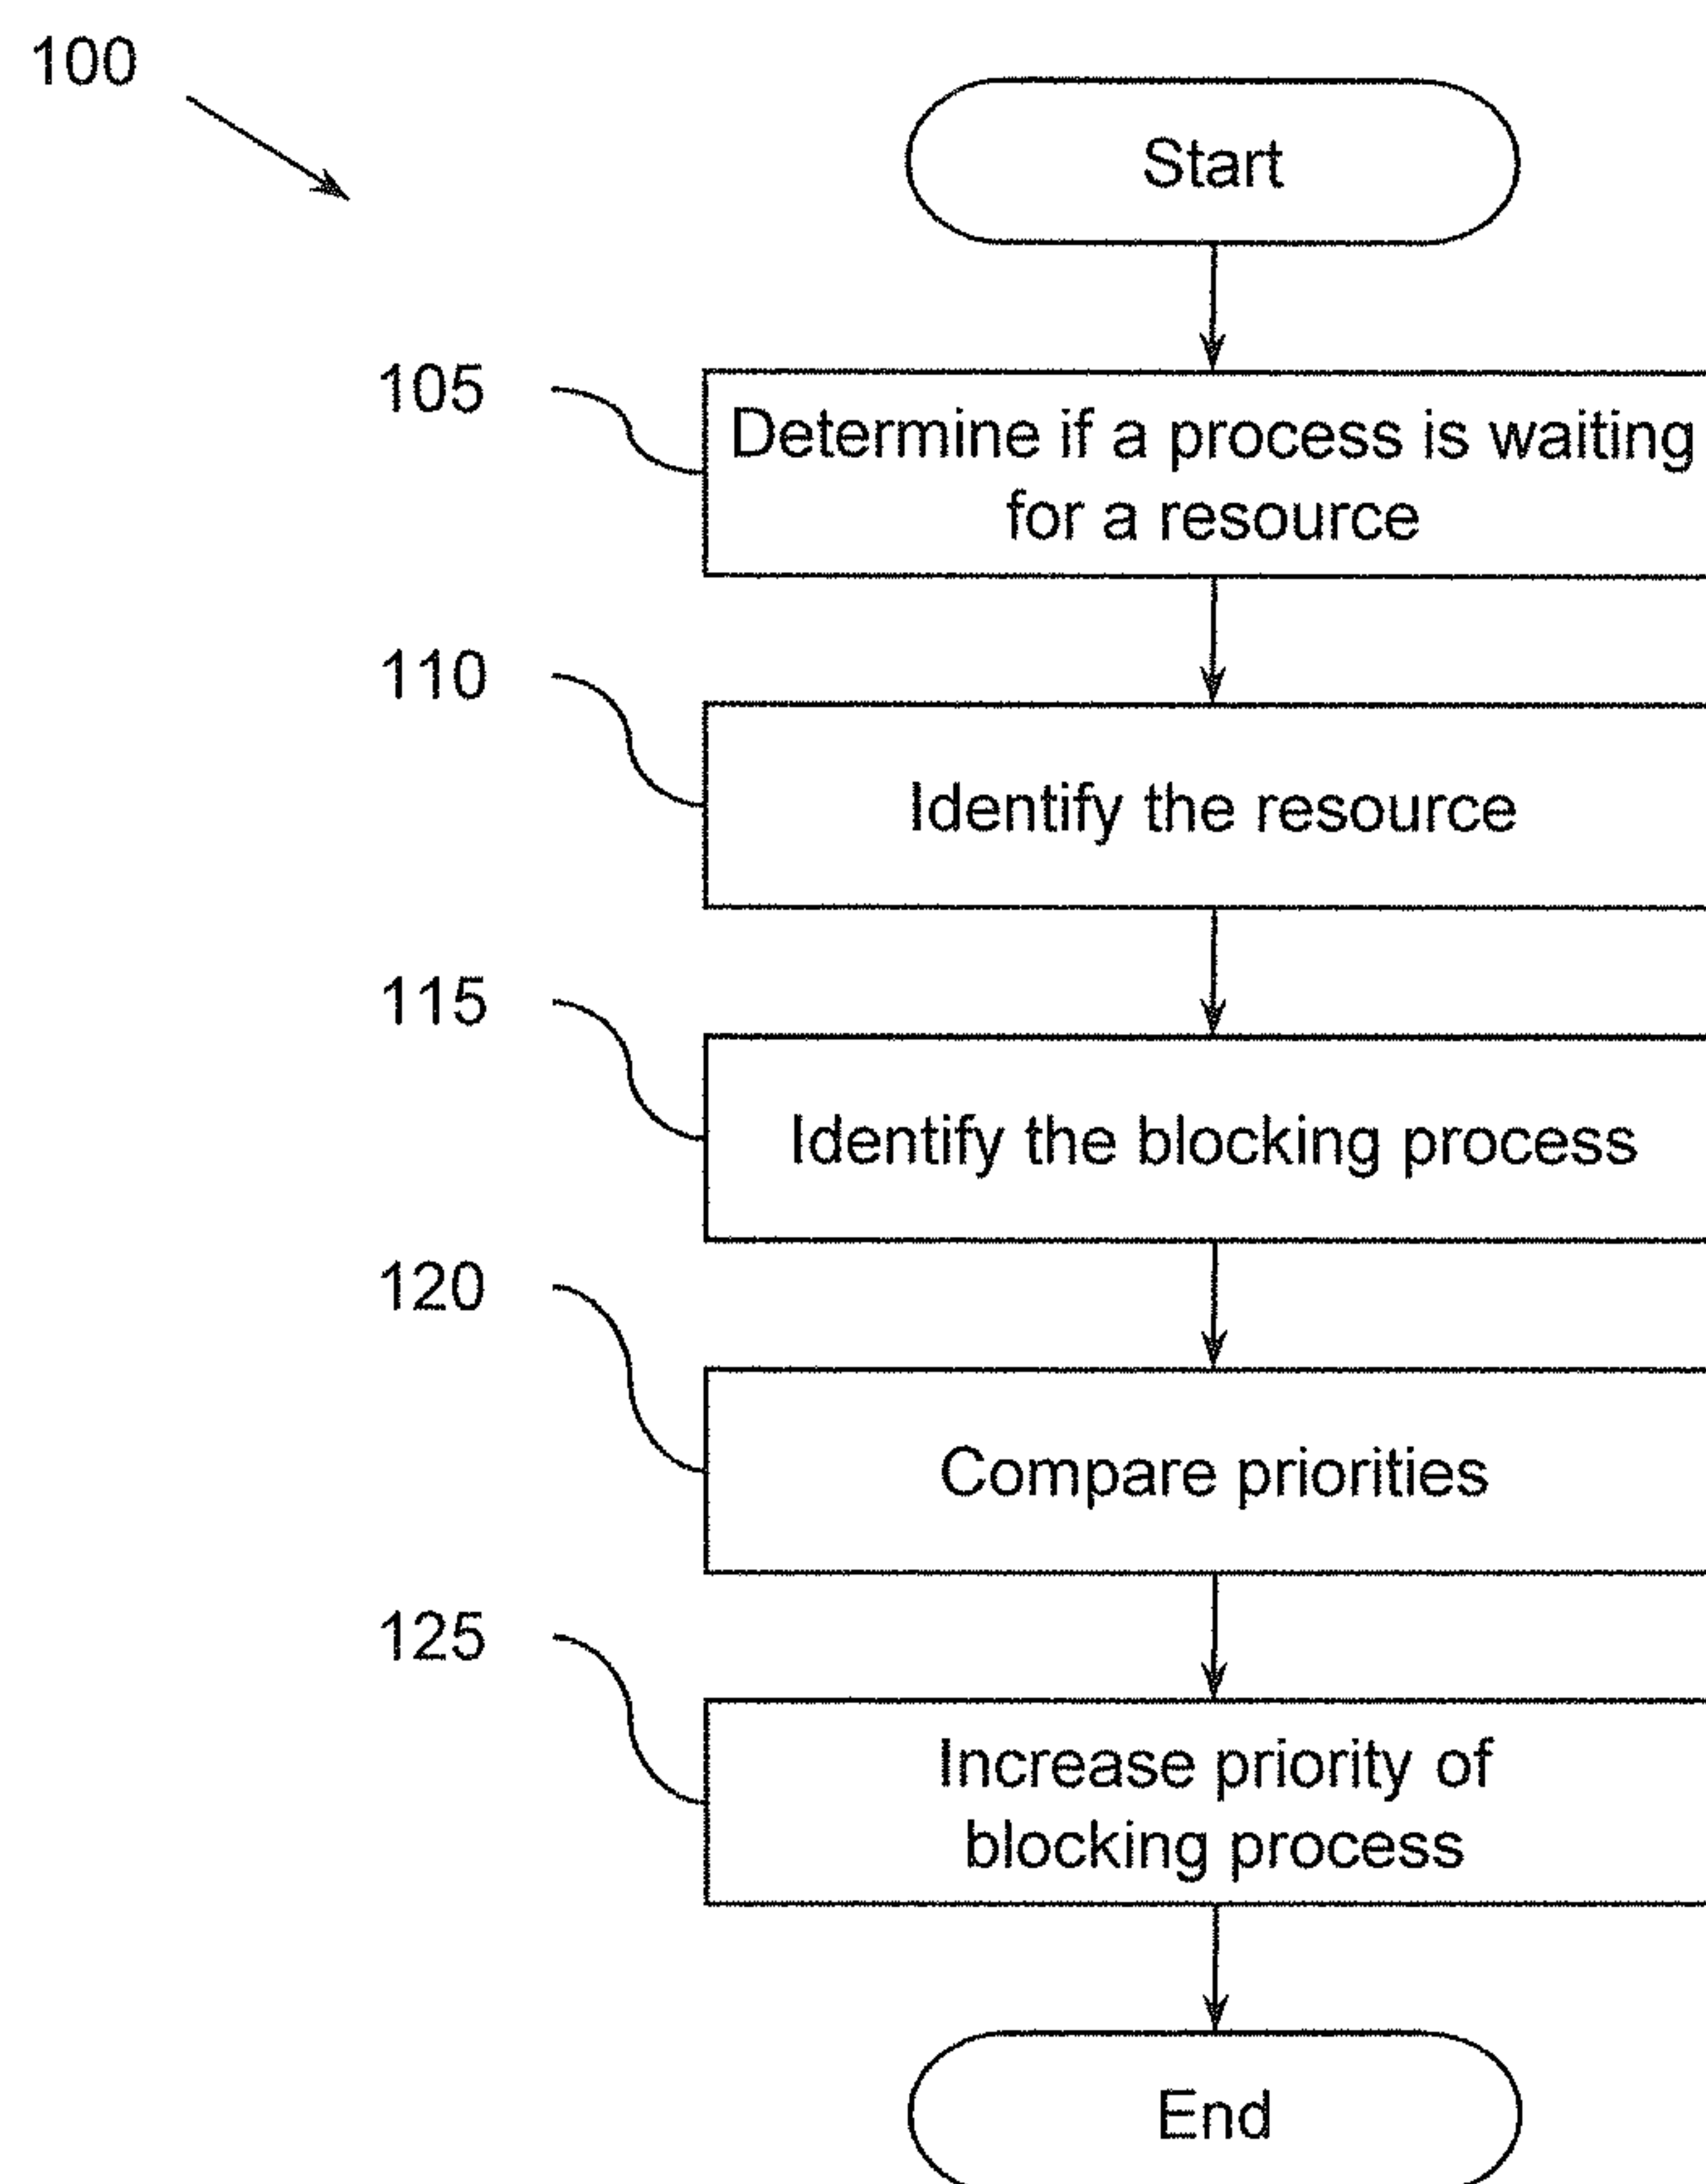 100
Start
105
Determine if a process is waiting
for a resource
110
Identify the resource
115
Identify the blocking process
120
Compare priorities
125
Increase priority of
blocking process
End